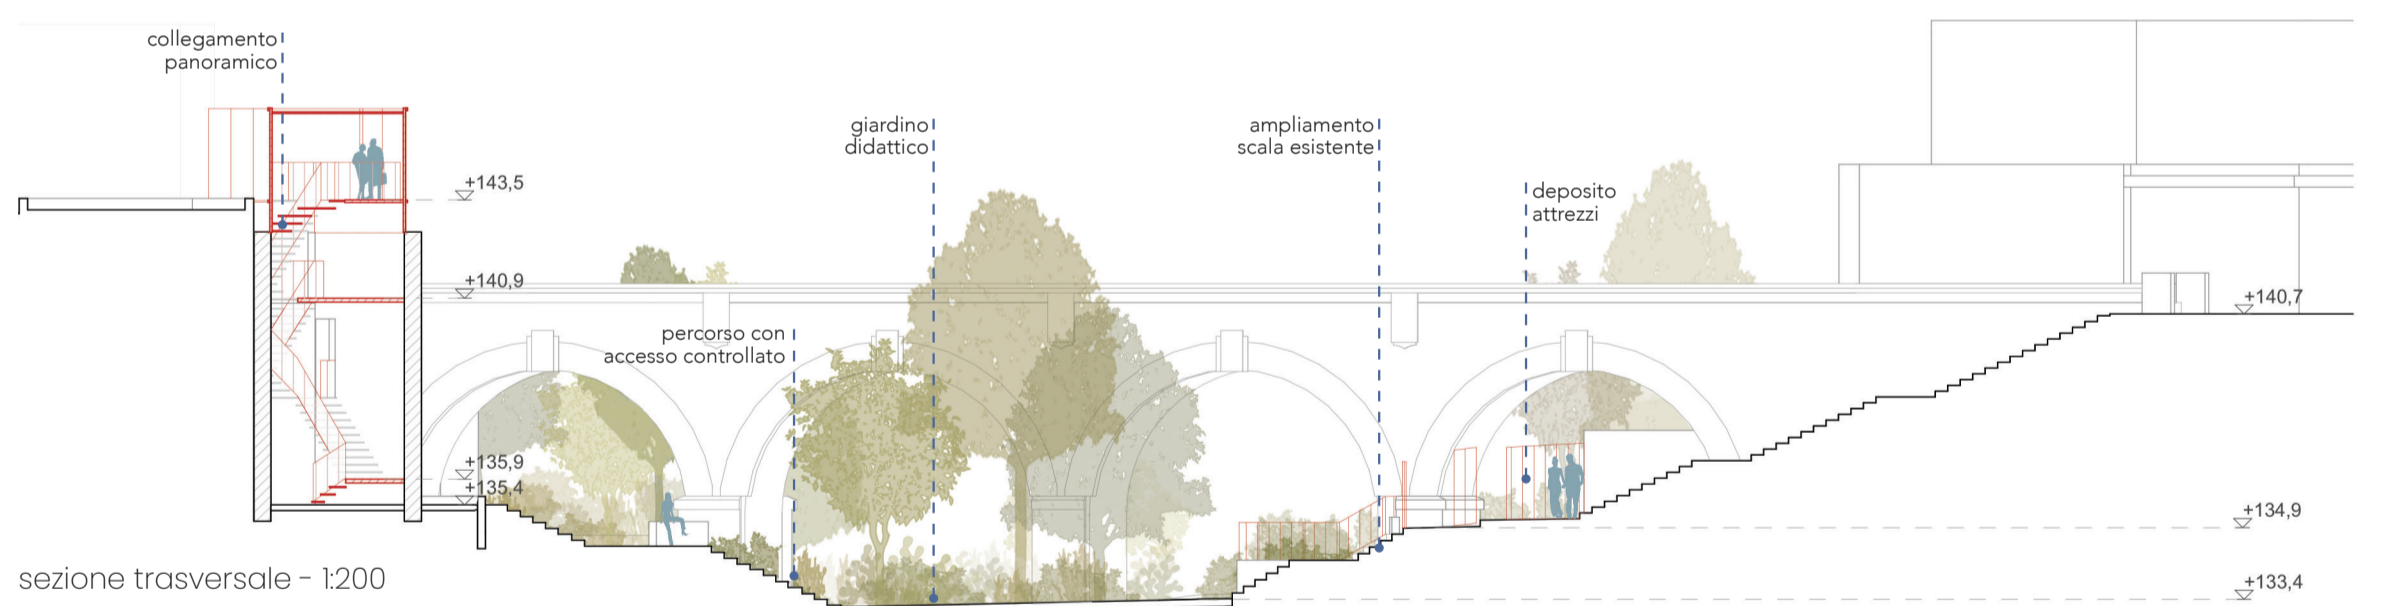 collegamento
panoramico
giardino
didattico
ampliamento
scala esistente
deposito
attrezzi
+143,5
+140,9
+140,7
percorso con
accesso controllato
+135,9
+135,4
+134,9
+133,4
sezione trasversale - 1:200